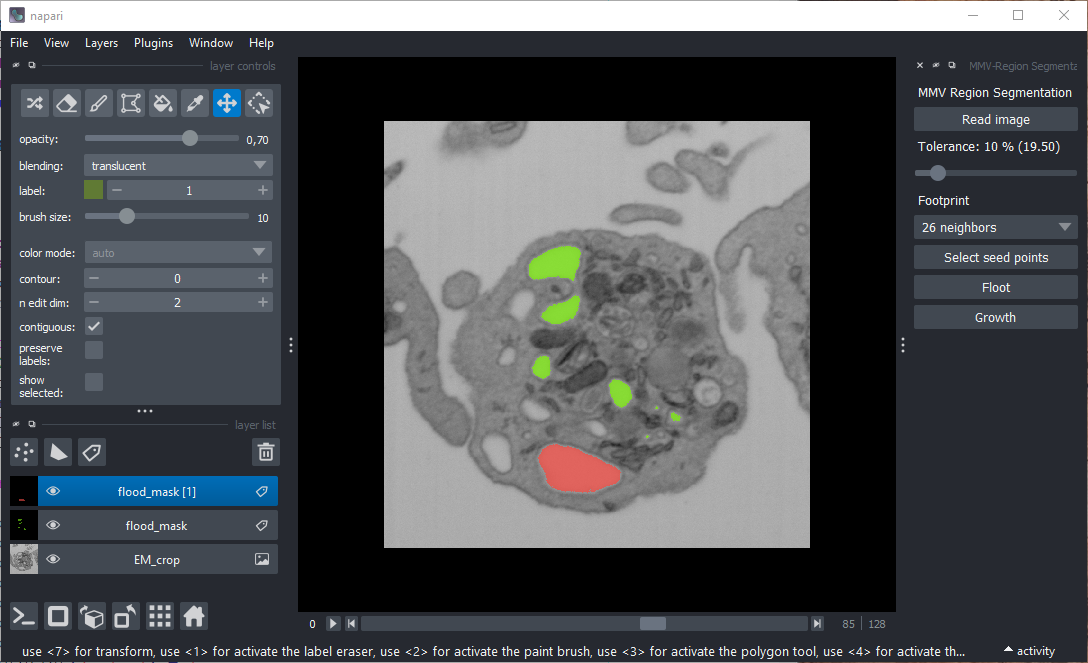 napari
File View Layers Plugins Window Help
layer controls
opacity: 0,70
blending: translucent
label: 1
brush size: 10
color mode: auto
contour: 0
n edit dim: 2
contiguous:
preserve
labels:
show
selected:
layer list
flood_mask [1]
flood_mask
EM_crop
0 85 128
MMV-Region Segmenta
MMV Region Segmentation
Read image
Tolerance: 10 % (19.50)
Footprint
26 neighbors
Select seed points
Floot
Growth
use <7> for transform, use <1> for activate the label eraser, use <2> for activate the paint brush, use <3> for activate the polygon tool, use <4> for activate th...
activity